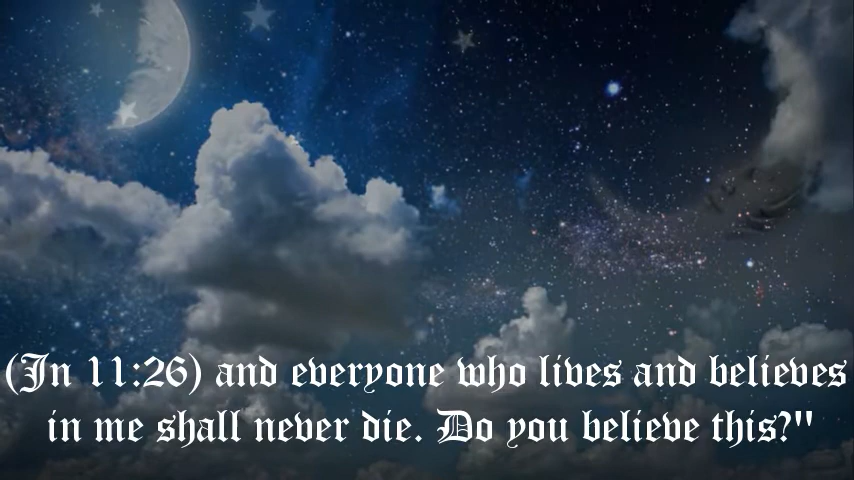 (Jn 11:26) and everyone who lives and believes
in me shall never die. Do you believe this?"